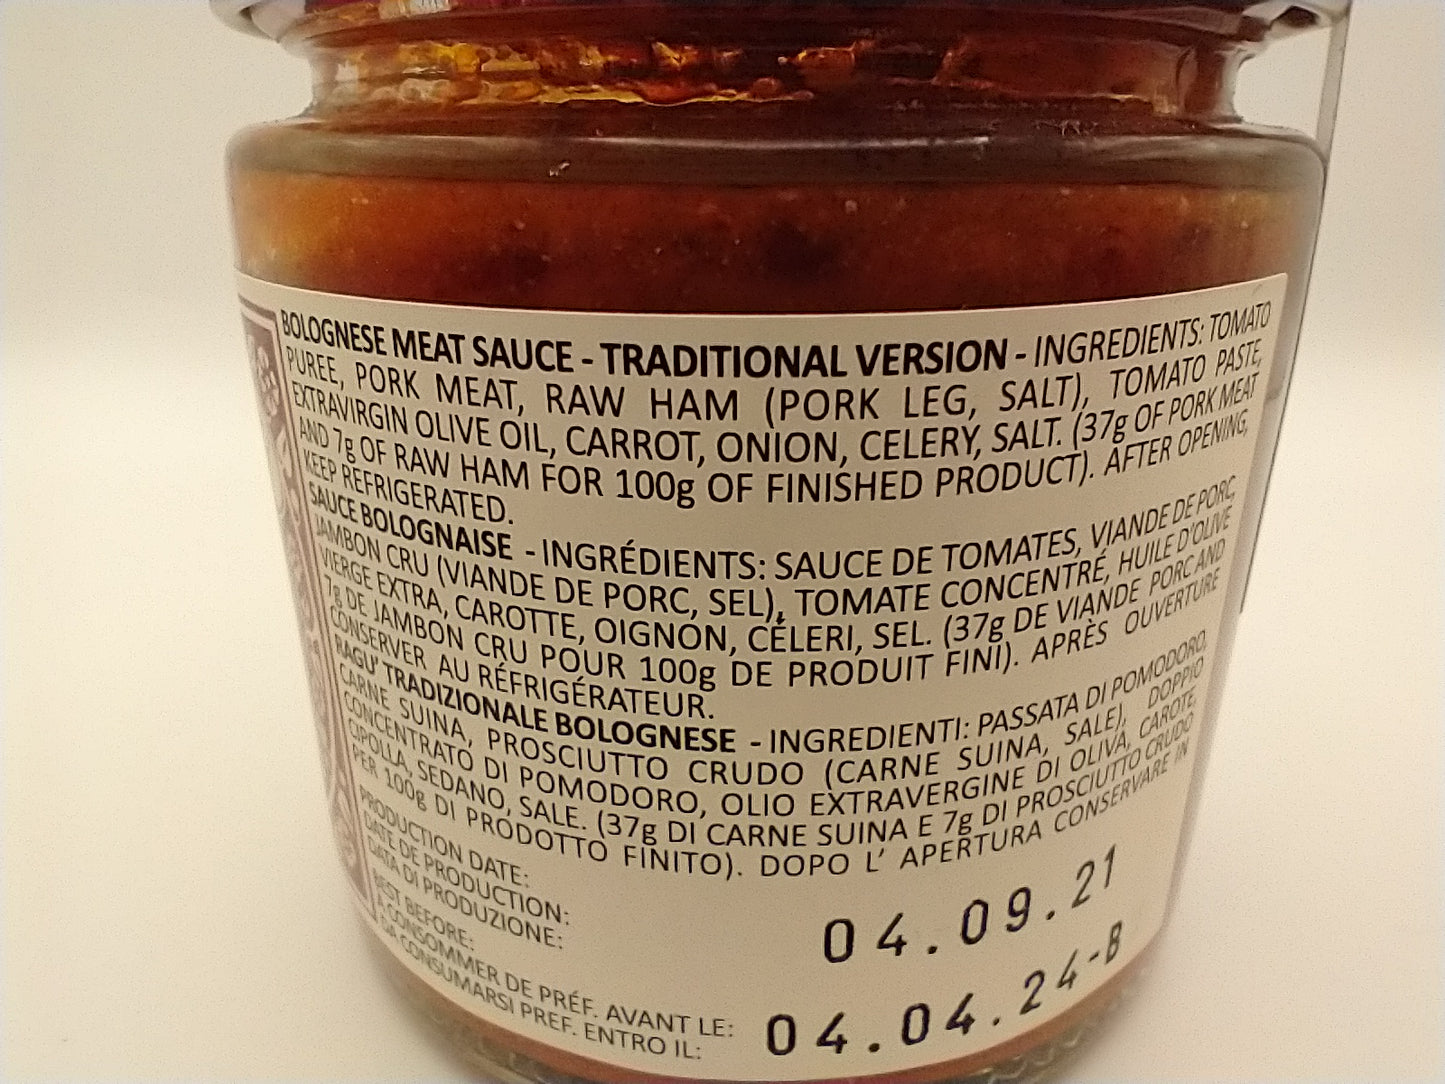 BOLOGNESE MEAT SAUCE - TRADITIONAL VERSION - INGREDIENTS: TOMATO
PUREE, PORK MEAT, RAW HAM (PORK LEG, SALT), TOMATO PASTE,
EXTRAVIRGIN OLIVE OIL, CARROT, ONION, CELERY, SALT. (37g OF PORK MEAT
AND 7g OF RAW HAM FOR 100g OF FINISHED PRODUCT). AFTER OPENING,
KEEP REFRIGERATED.
SAUCE BOLOGNAISE - INGRÉDIENTS: SAUCE DE TOMATES, VIANDE DE PORC,
JAMBON CRU (VIANDE DE PORC, SEL), TOMATE CONCENTRÉ, HUILE D'OLIVE
VIERGE EXTRA, CAROTTE, OIGNON, CÉLERI, SEL. (37g DE VIANDE PORC AND
7g DE JAMBON CRU POUR 100g DE PRODUIT FINI). APRÈS OUVERTURE
CONSERVER AU RÉFRIGÉRATEUR.
RAGU' TRADIZIONALE BOLOGNESE - INGREDIENTI: PASSATA DI POMODORO,
CARNE SUINA, PROSCIUTTO CRUDO (CARNE SUINA, SALE), DOPPIO
CONCENTRATO DI POMODORO, OLIO EXTRAVERGINE DI OLIVA, CAROTE,
CIPOLLA, SEDANO, SALE. (37g DI CARNE SUINA E 7g DI PROSCIUTTO CRUDO
PER 100g DI PRODOTTO FINITO). DOPO L' APERTURA CONSERVARE IN
PRODUCTION DATE:
DATE DE PRODUCTION:
DATA DI PRODUZIONE:
04.09.21
BEST BEFORE:
A CONSOMMER DE PRÉF. AVANT LE:
DA CONSUMARSI PREF. ENTRO IL:
04.04.24-B